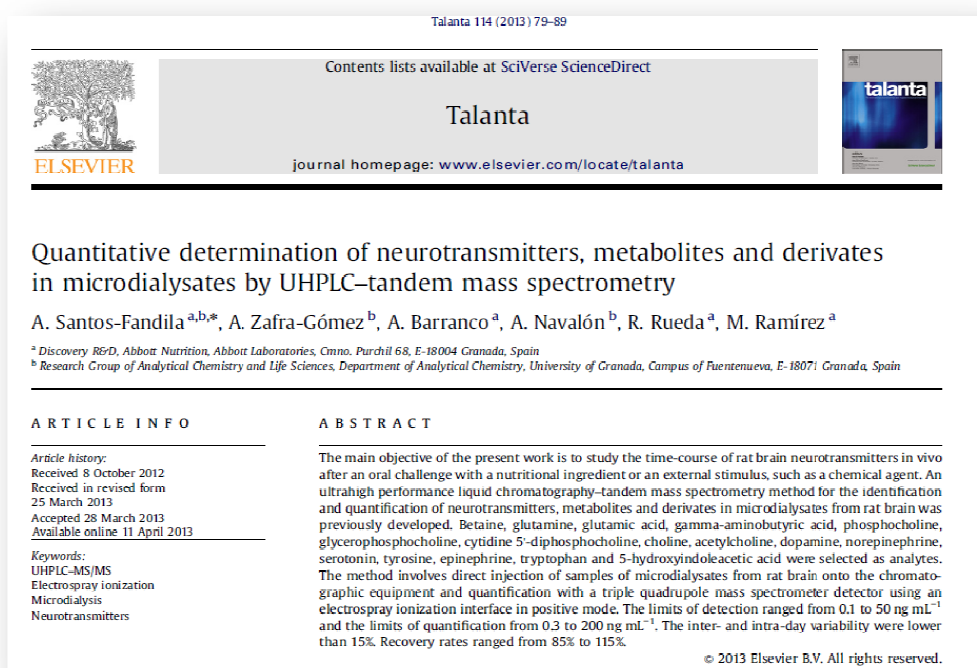 Talanta 114 (2013) 79–89
Contents lists available at SciVerse ScienceDirect
Talanta
journal homepage: www.elsevier.com/locate/talanta
ELSEVIER
talanta
Quantitative determination of neurotransmitters, metabolites and derivates
in microdialysates by UHPLC–tandem mass spectrometry
A. Santos-Fandila a,b,*, A. Zafra-Gómez b, A. Barranco a, A. Navalón b, R. Rueda a, M. Ramírez a
a Discovery R&D, Abbott Nutrition, Abbott Laboratories, Cmno. Purchil 68, E-18004 Granada, Spain
b Research Group of Analytical Chemistry and Life Sciences, Department of Analytical Chemistry, University of Granada, Campus of Fuentenueva, E-18071 Granada, Spain
ARTICLE INFO
Article history:
Received 8 October 2012
Received in revised form
25 March 2013
Accepted 28 March 2013
Available online 11 April 2013
Keywords:
UHPLC–MS/MS
Electrospray ionization
Microdialysis
Neurotransmitters
ABSTRACT
The main objective of the present work is to study the time-course of rat brain neurotransmitters in vivo
after an oral challenge with a nutritional ingredient or an external stimulus, such as a chemical agent. An
ultrahigh performance liquid chromatography–tandem mass spectrometry method for the identification
and quantification of neurotransmitters, metabolites and derivates in microdialysates from rat brain was
previously developed. Betaine, glutamine, glutamic acid, gamma-aminobutyric acid, phosphocholine,
glycerophosphocholine, cytidine 5′-diphosphocholine, choline, acetylcholine, dopamine, norepinephrine,
serotonin, tyrosine, epinephrine, tryptophan and 5-hydroxyindoleacetic acid were selected as analytes.
The method involves direct injection of samples of microdialysates from rat brain onto the chromato-
graphic equipment and quantification with a triple quadrupole mass spectrometer detector using an
electrospray ionization interface in positive mode. The limits of detection ranged from 0.1 to 50 ng mL⁻¹
and the limits of quantification from 0.3 to 200 ng mL⁻¹. The inter- and intra-day variability were lower
than 15%. Recovery rates ranged from 85% to 115%.
© 2013 Elsevier B.V. All rights reserved.